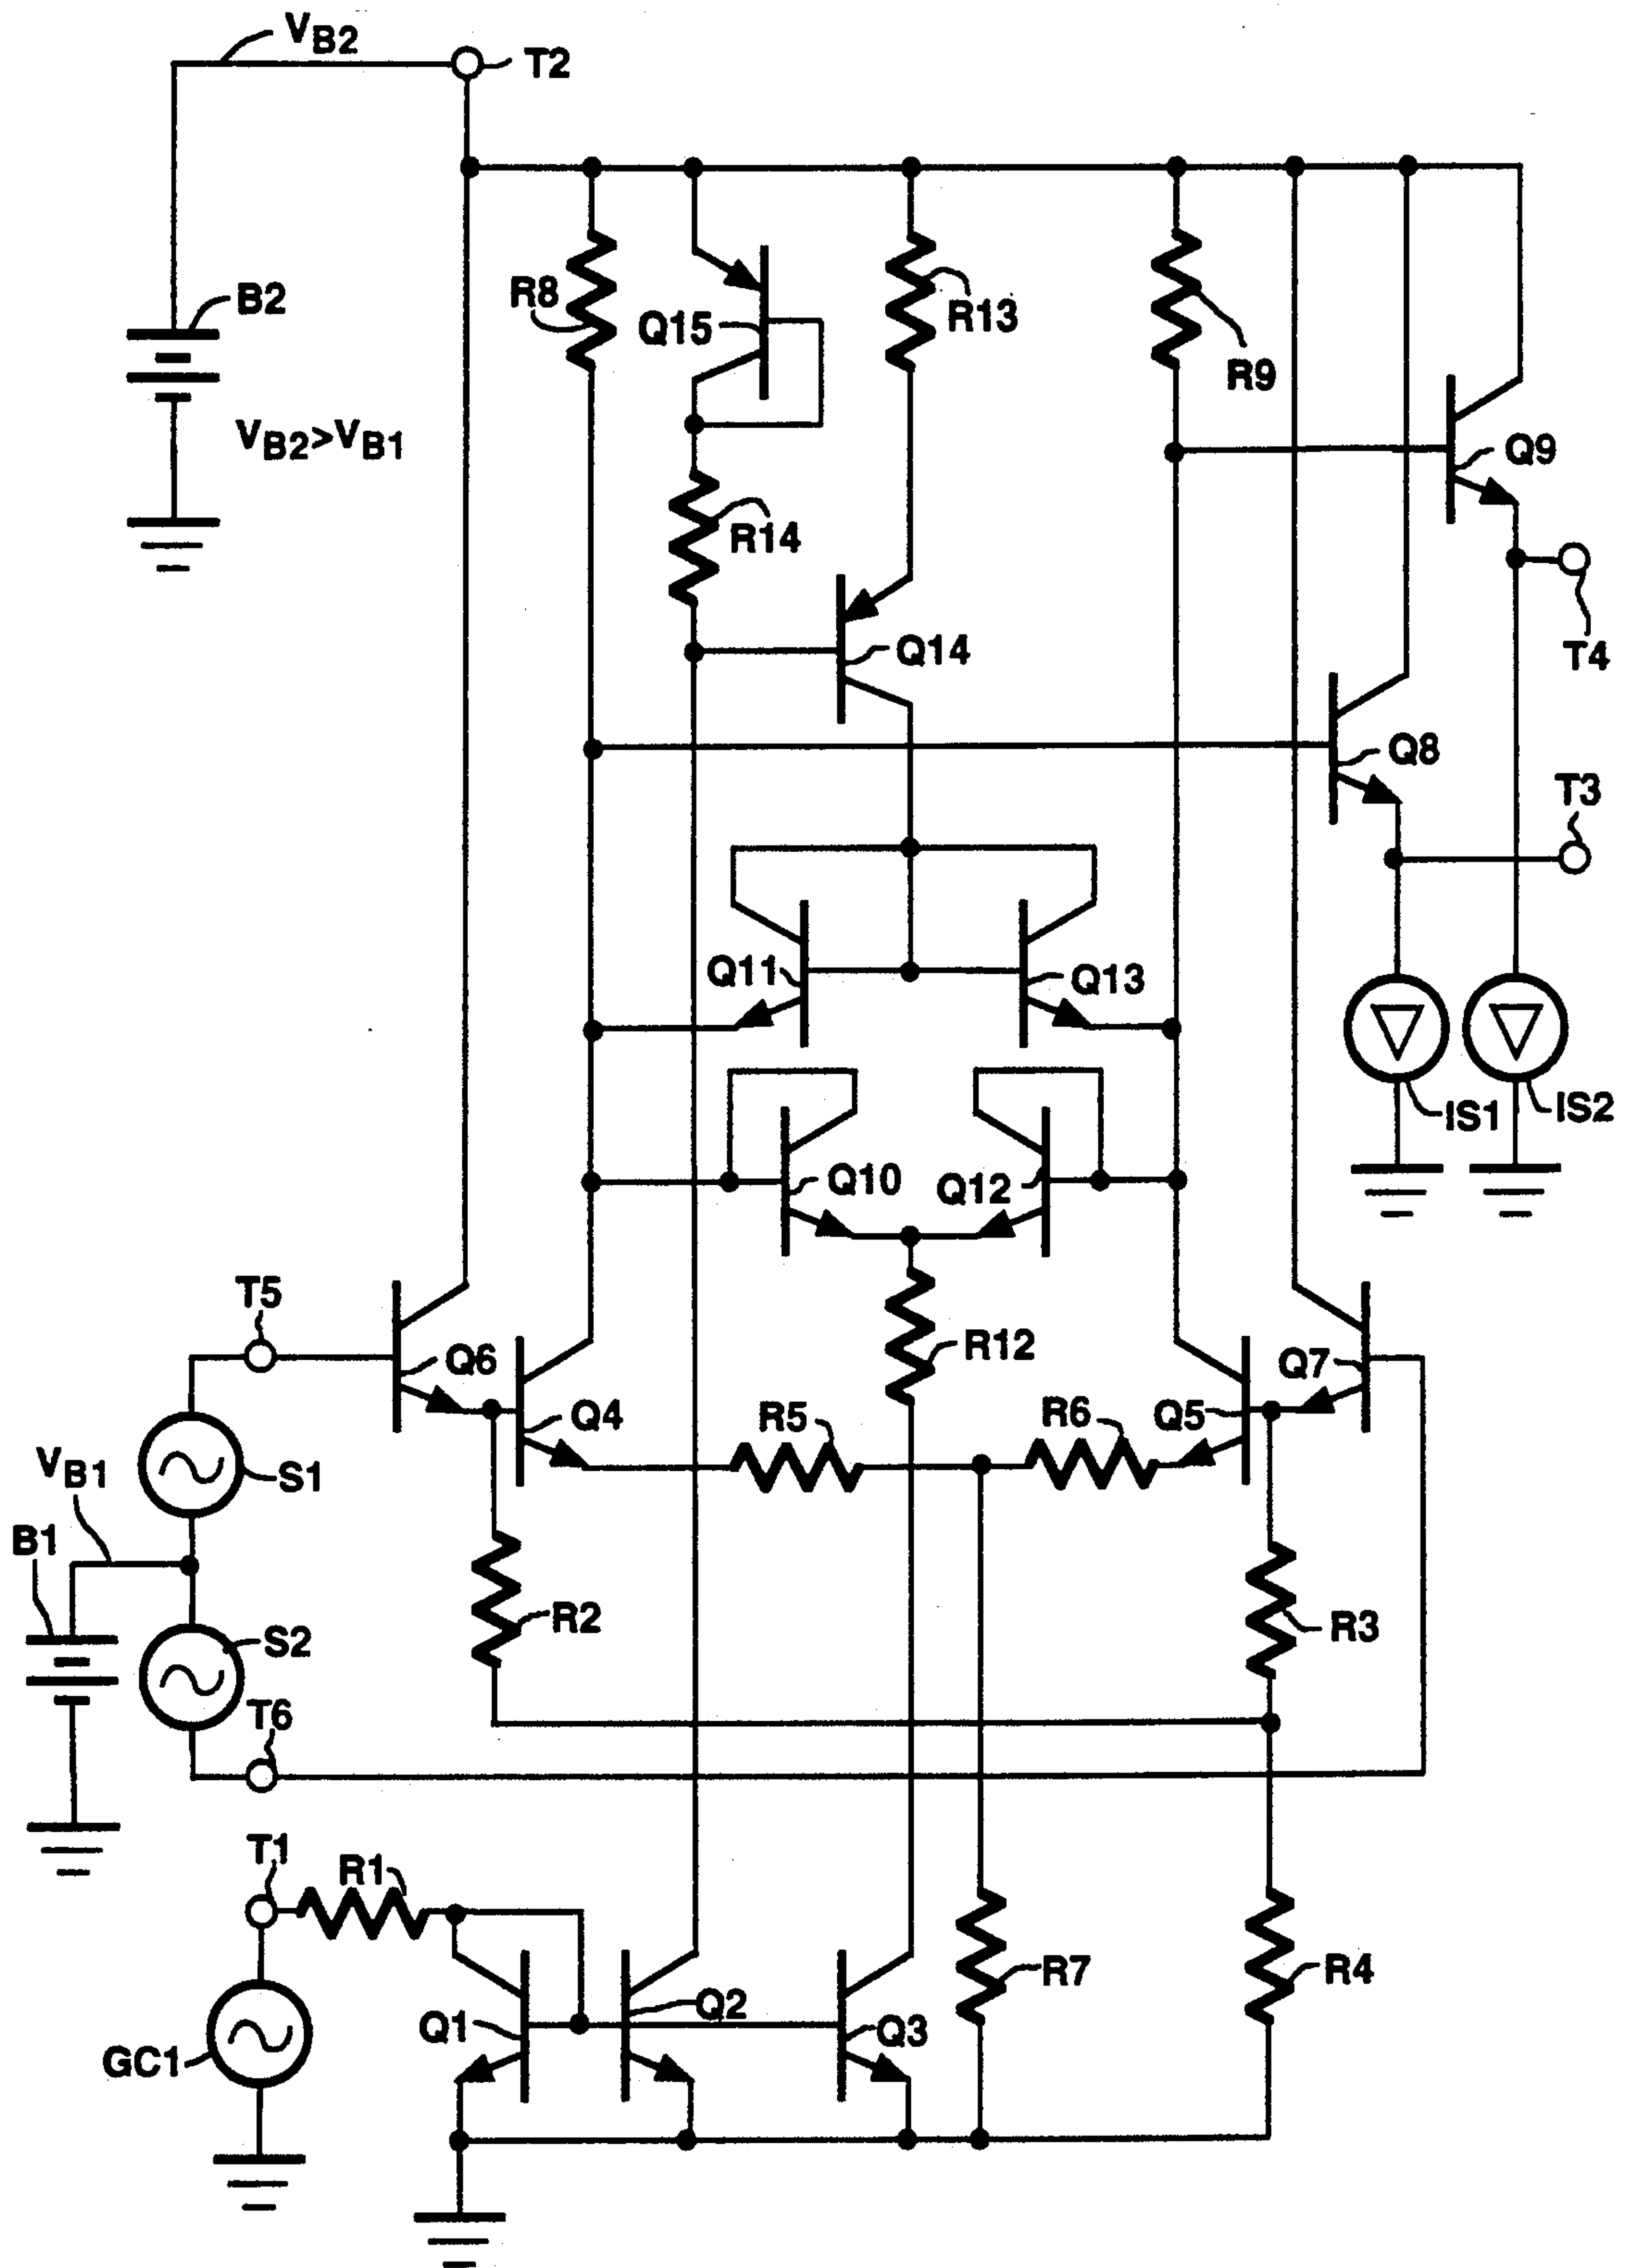 VB2
T2
B2
R8
Q15
R13
R9
VB2>VB1
Q9
R14
Q14
T4
Q8
T3
Q11
Q13
IS1
IS2
Q10
Q12
T5
Q6
R12
Q7
Q4
R5
R6
Q5
VB1
S1
B1
R2
R3
S2
T6
T1
R1
Q1
Q2
Q3
R7
R4
GC1